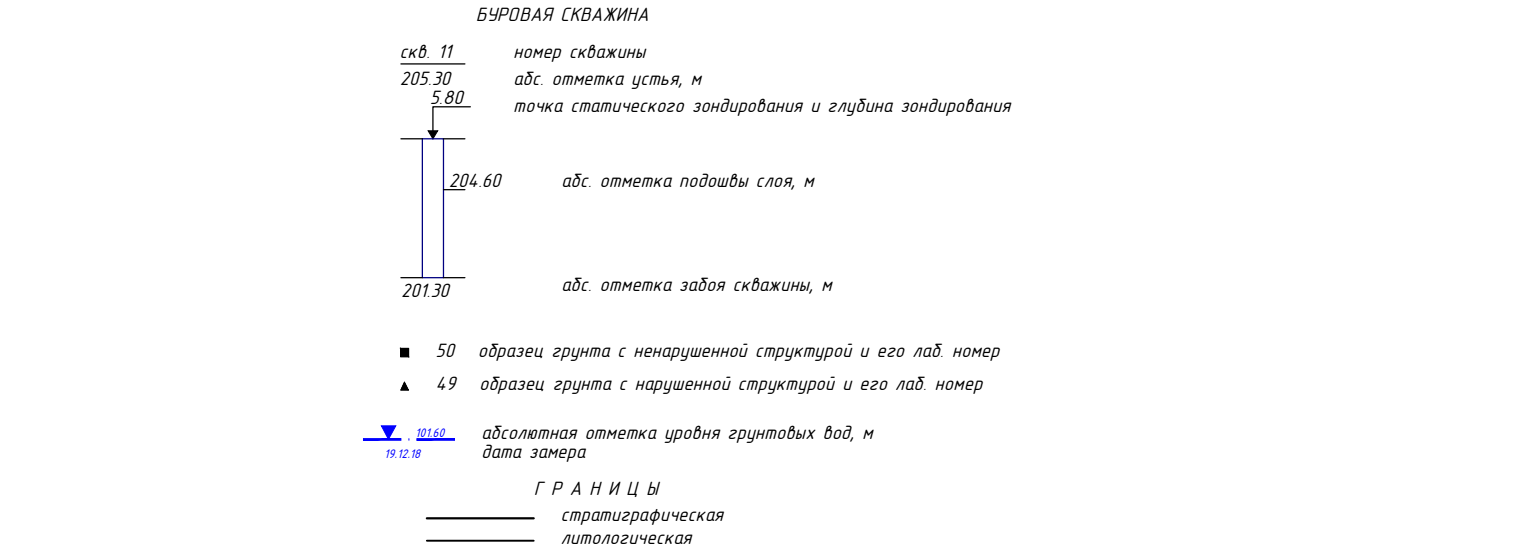 БУРОВАЯ СКВАЖИНА
скв. 11 номер скважины
205.30 абс. отметка устья, м
5.80 точка статического зондирования и глубина зондирования
204.60 абс. отметка подошвы слоя, м
201.30 абс. отметка забоя скважины, м
50 образец грунта с ненарушенной структурой и его лаб. номер
49 образец грунта с нарушенной структурой и его лаб. номер
101.60 абсолютная отметка уровня грунтовых вод, м
19.12.18 дата замера
Г Р А Н И Ц Ы
стратиграфическая
литологическая